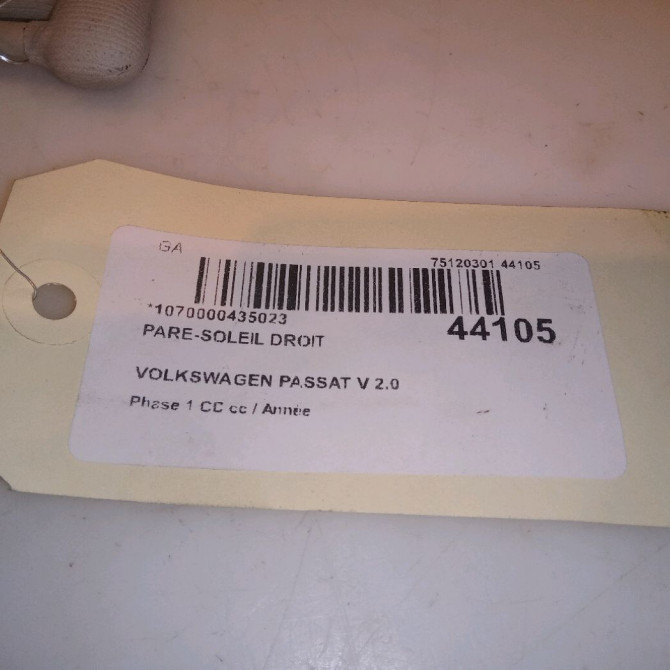 GA
75120301 44105
*1070000435023
44105
PARE-SOLEIL DROIT
VOLKSWAGEN PASSAT V 2.0
Phase 1 CC cc / Année